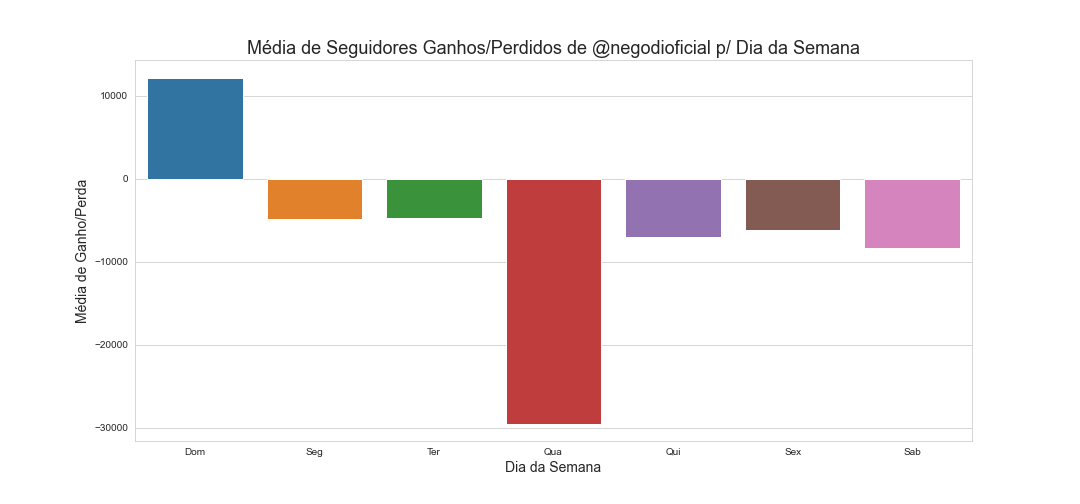 Média de Seguidores Ganhos/Perdidos de @negodioficial p/ Dia da Semana
Média de Ganho/Perda
10000
0
−10000
−20000
−30000
Dom Seg Ter Qua Qui Sex Sab
Dia da Semana